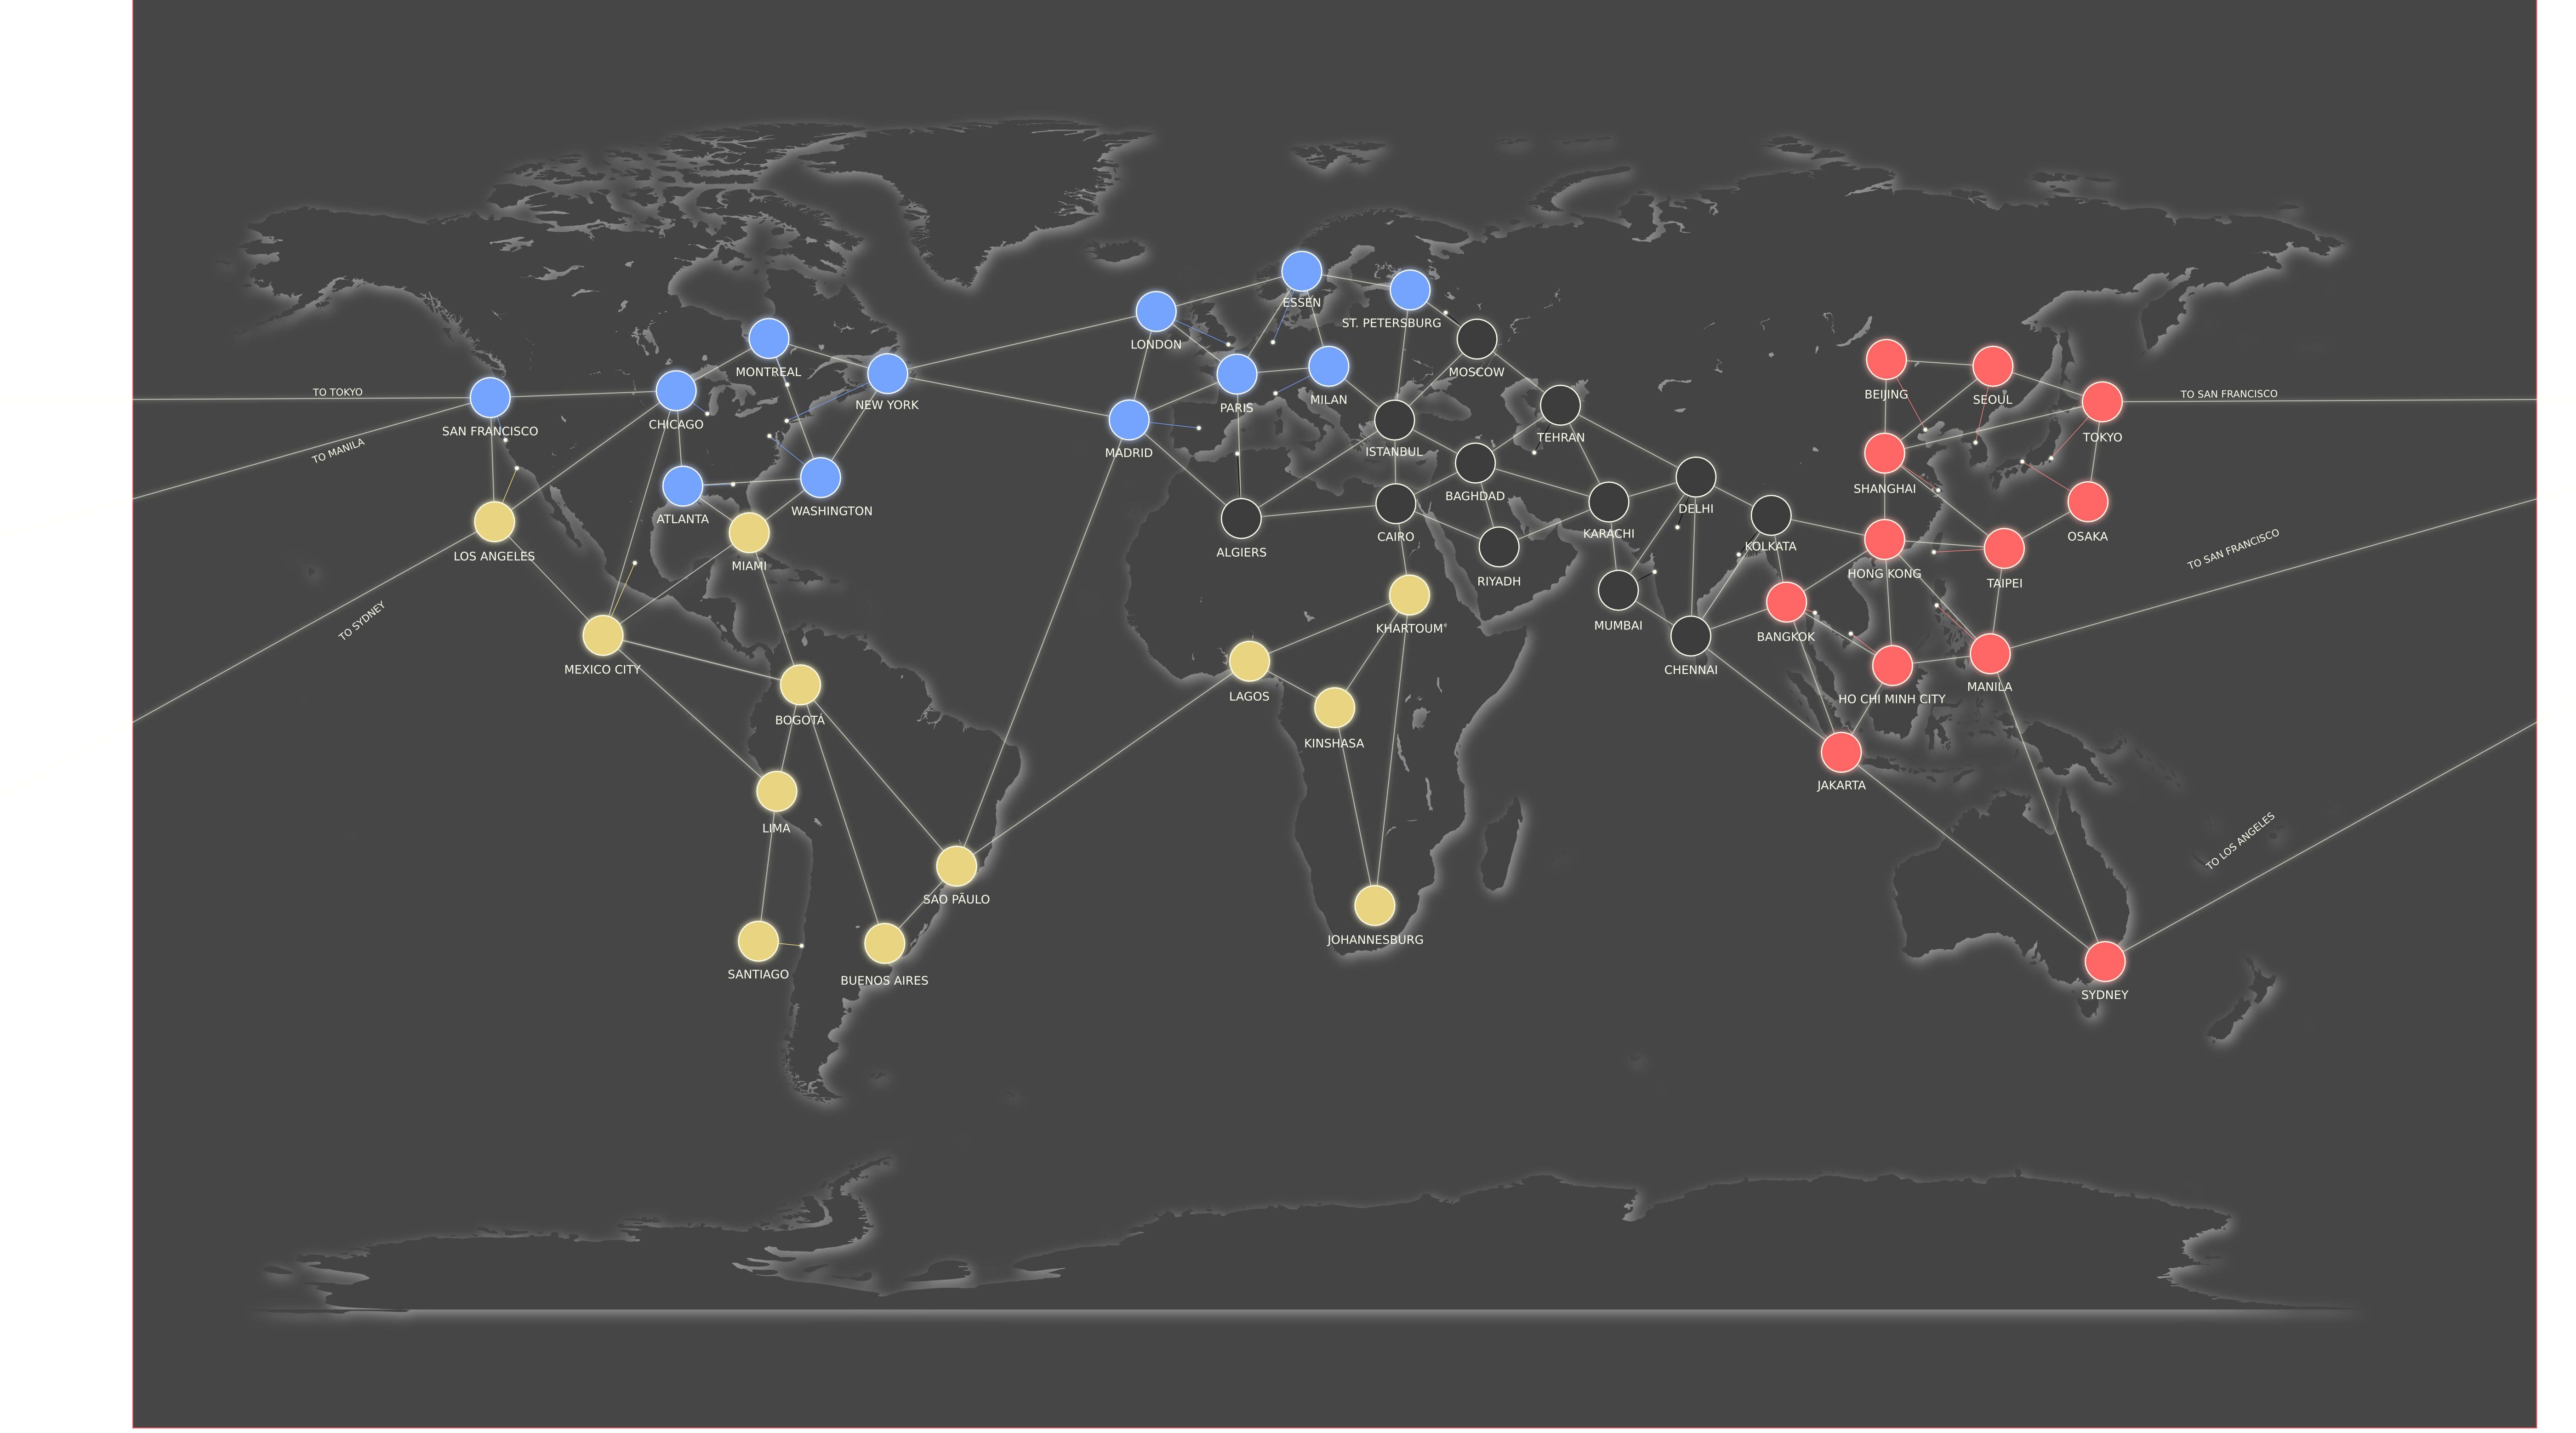 ESSEN
ST. PETERSBURG
LONDON
MONTREAL
MOSCOW
TO TOKYO
TO SAN FRANCISCO
BEIJING
SEOUL
MILAN
NEW YORK
PARIS
CHICAGO
SAN FRANCISCO
TOKYO
TEHRAN
TO MANILA
MADRID
ISTANBUL
SHANGHAI
BAGHDAD
ATLANTA
WASHINGTON
DELHI
LOS ANGELES
ALGIERS
CAIRO
KARACHI
KOLKATA
OSAKA
TO SAN FRANCISCO
MIAMI
RIYADH
HONG KONG
TAIPEI
TO SYDNEY
KHARTOUM
MUMBAI
BANGKOK
MEXICO CITY
CHENNAI
LAGOS
HO CHI MINH CITY
MANILA
BOGOTÁ
KINSHASA
JAKARTA
LIMA
TO LOS ANGELES
SAO PÃULO
JOHANNESBURG
SANTIAGO
BUENOS AIRES
SYDNEY